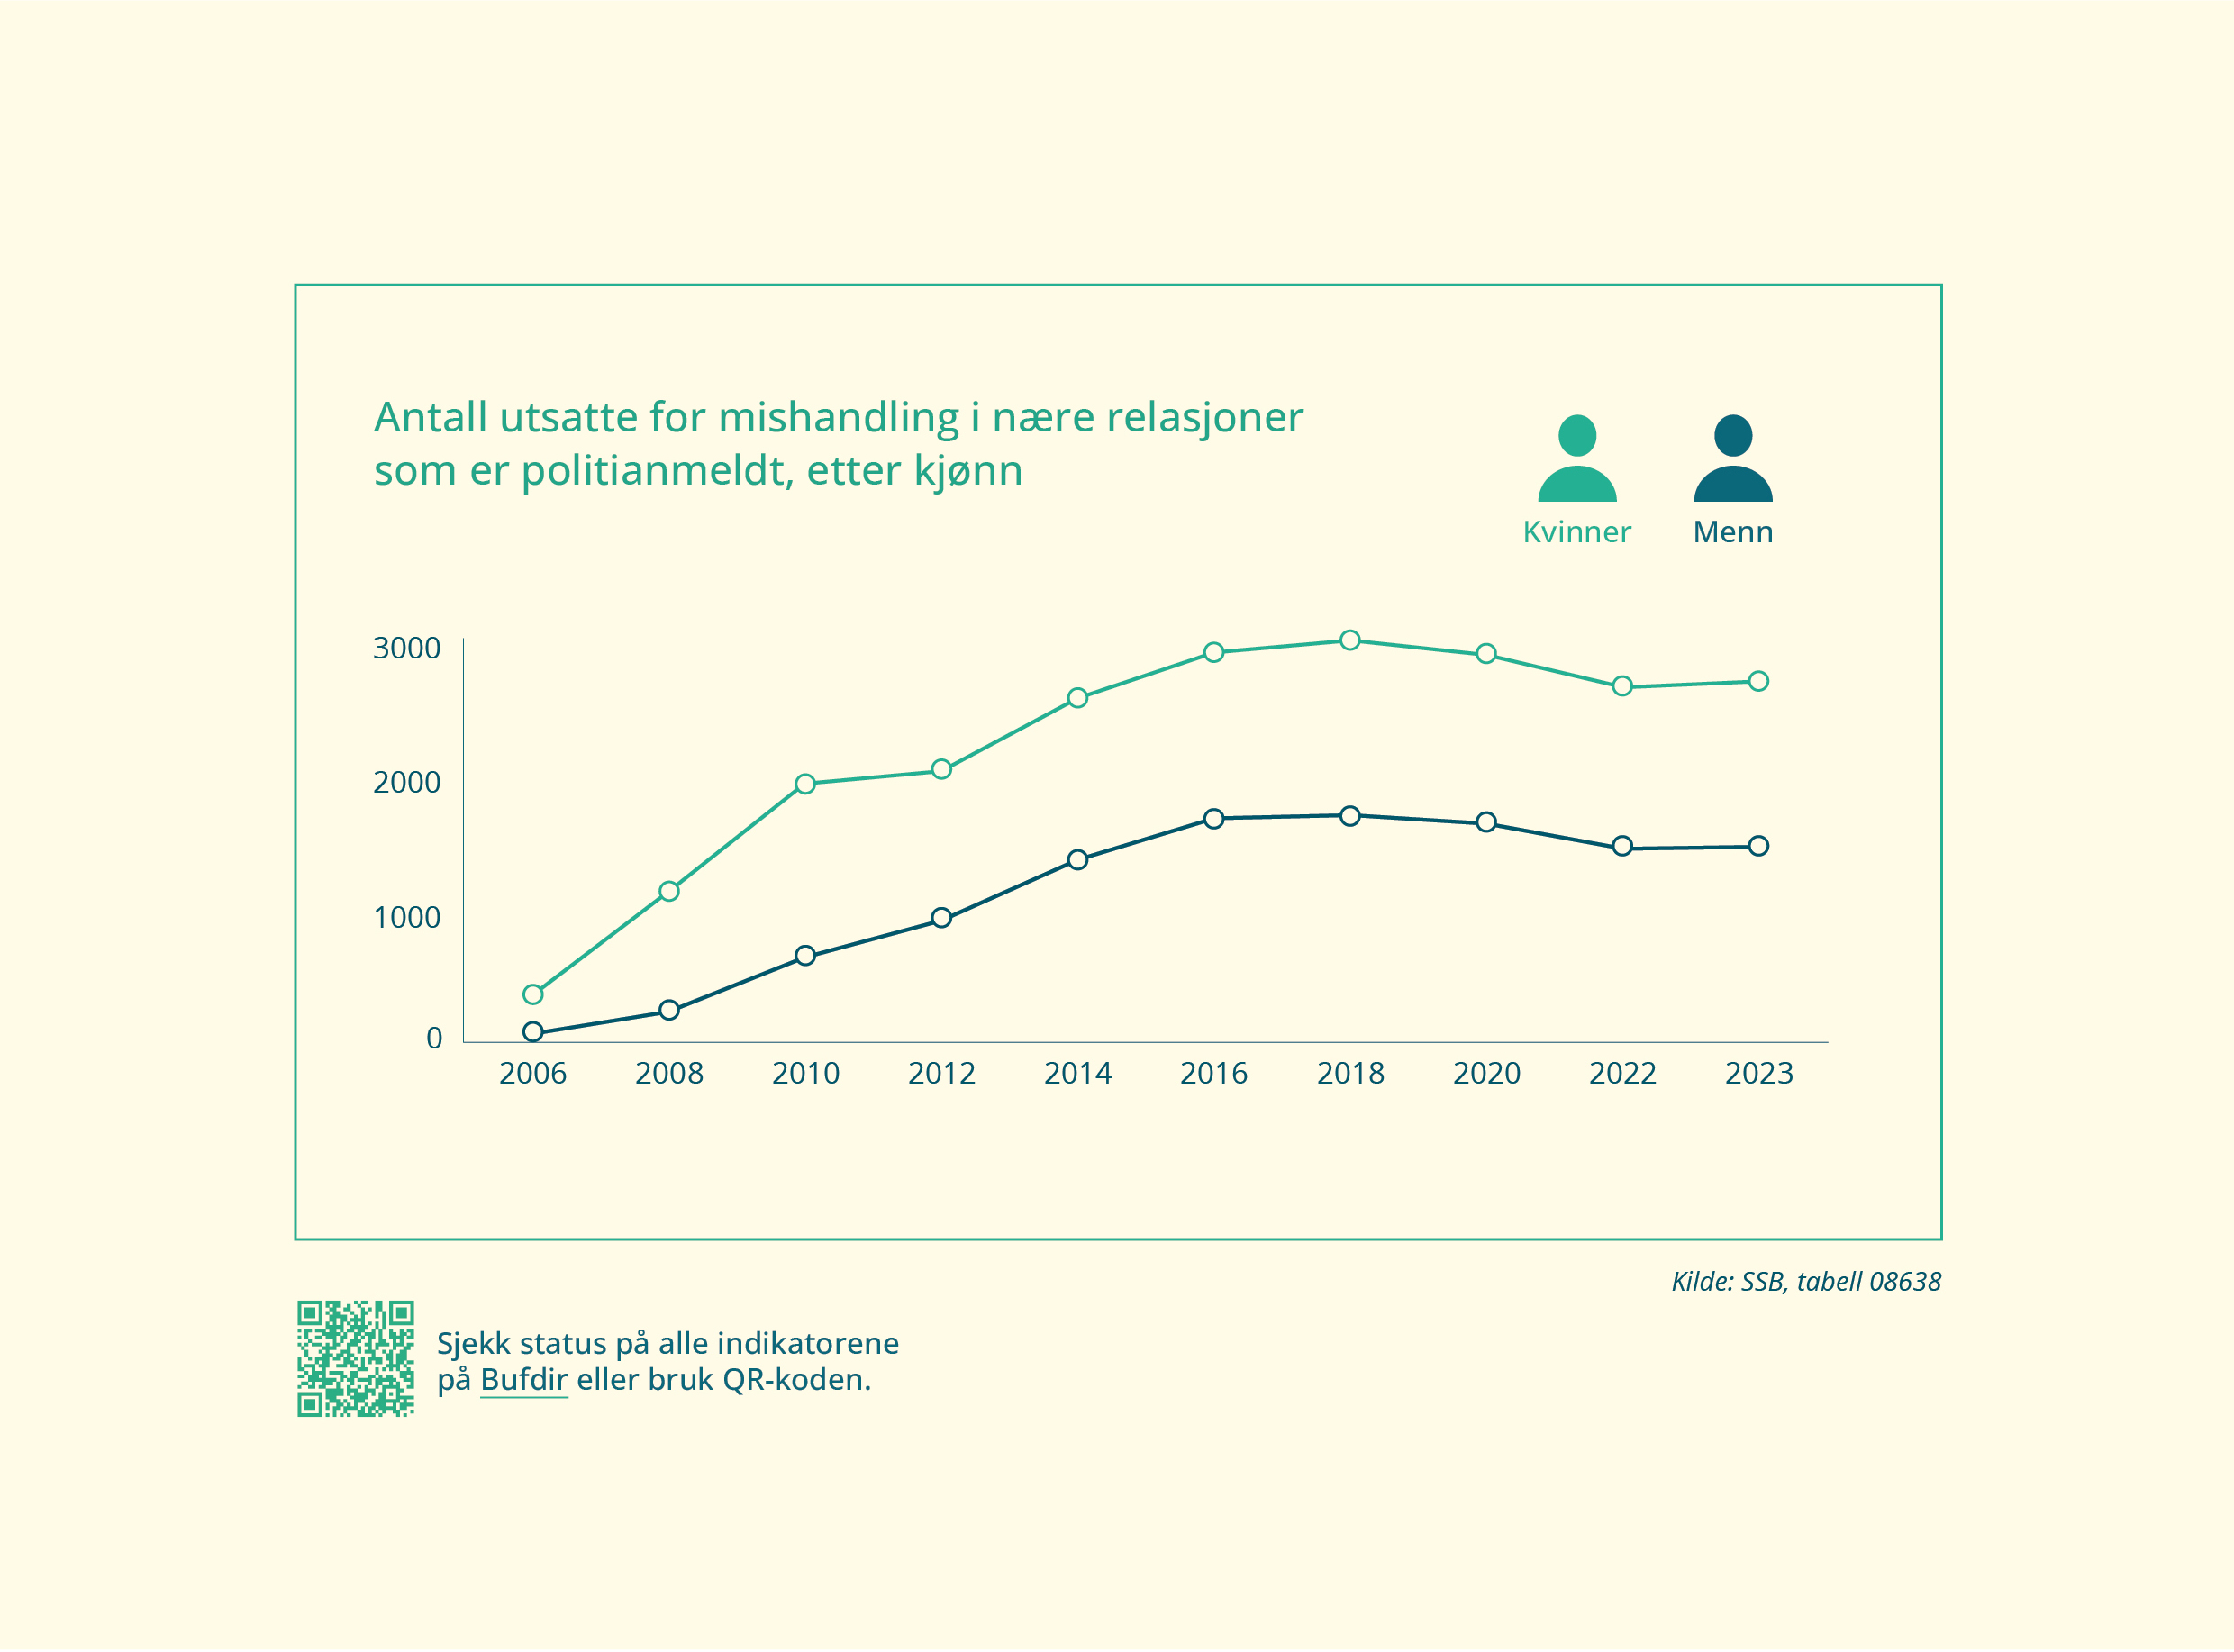 Antall utsatte for mishandling i nære relasjoner
som er politianmeldt, etter kjønn
Kvinner
Menn
3000
2000
1000
0
2006 2008 2010 2012 2014 2016 2018 2020 2022 2023
Kilde: SSB, tabell 08638
Sjekk status på alle indikatorene
på Bufdir eller bruk QR-koden.